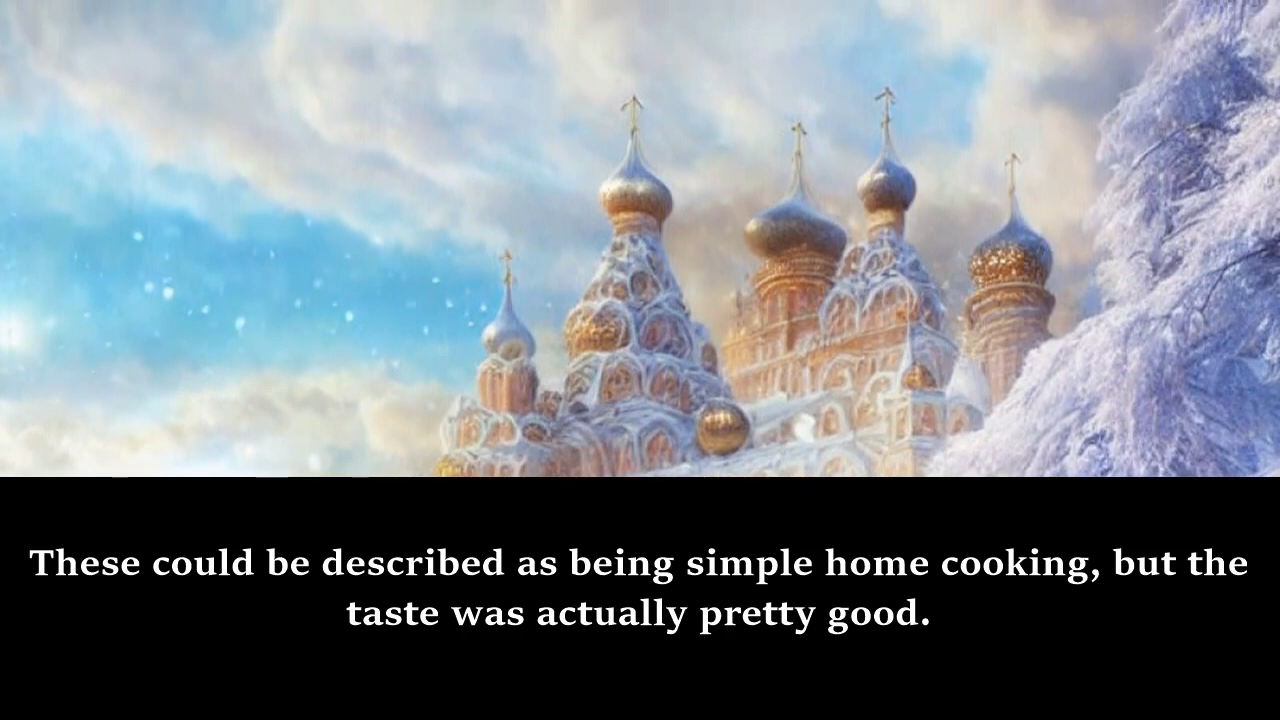 These could be described as being simple home cooking, but the
taste was actually pretty good.